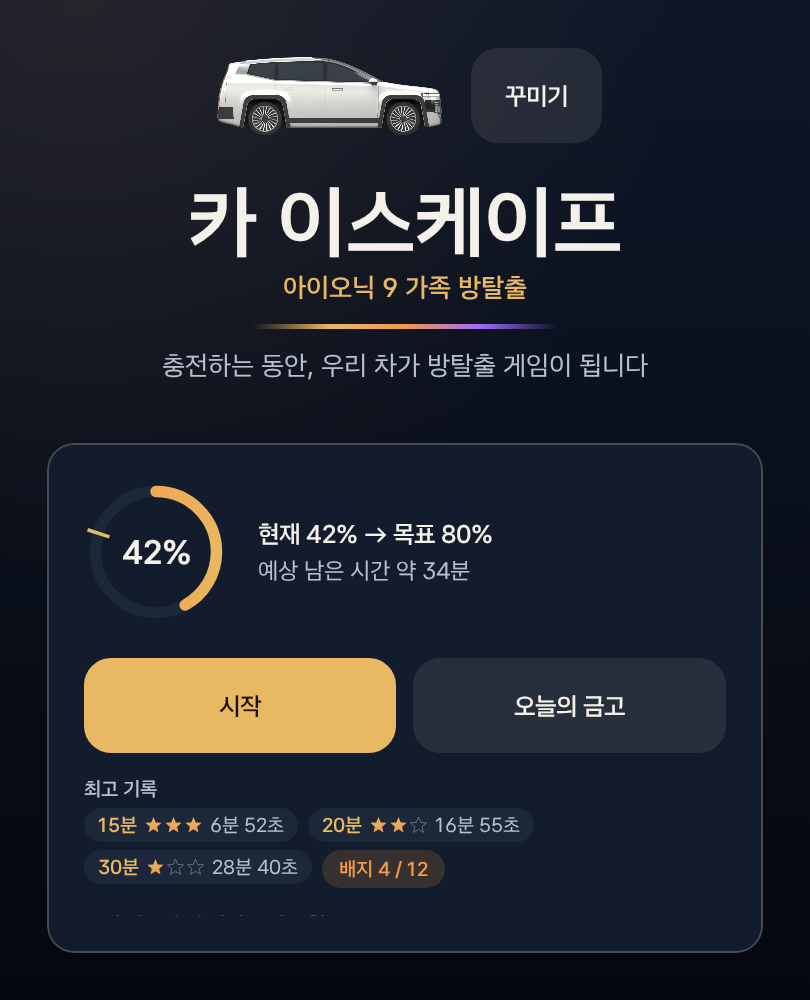 꾸미기
카 이스케이프
아이오닉 9 가족 방탈출
충전하는 동안, 우리 차가 방탈출 게임이 됩니다
42%
현재 42% → 목표 80%
예상 남은 시간 약 34분
시작
오늘의 금고
최고 기록
15분 ★★★ 6분 52초
20분 ★★☆ 16분 55초
30분 ★☆☆ 28분 40초
배지 4 / 12